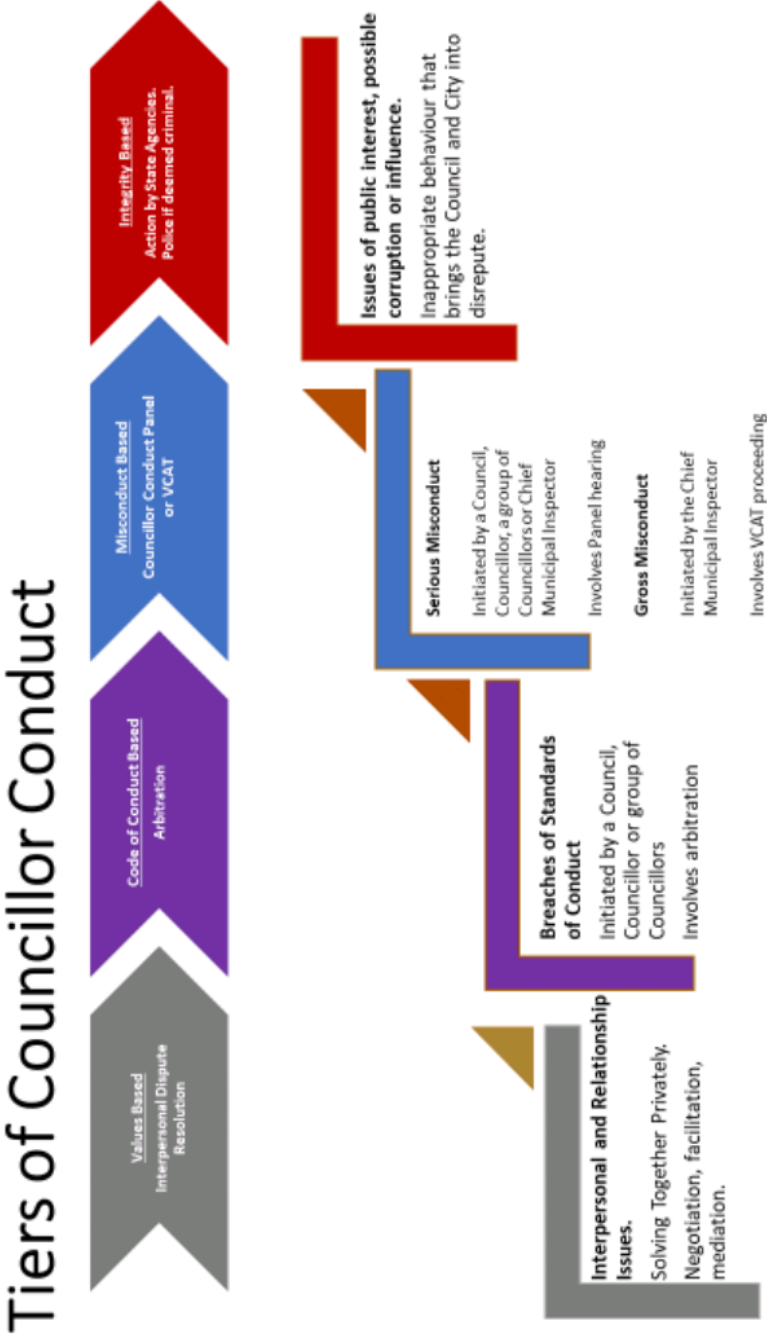 Tiers of Councillor Conduct
Values Based
Interpersonal Dispute
Resolution
Code of Conduct Based
Arbitration
Misconduct Based
Councillor Conduct Panel
or VCAT
Integrity Based
Action by State Agencies.
Police if deemed criminal.
Interpersonal and Relationship
Issues.
Solving Together Privately.
Negotiation, facilitation,
mediation.
Breaches of Standards
of Conduct
Initiated by a Council,
Councillor or group of
Councillors
Involves arbitration
Serious Misconduct
Initiated by a Council,
Councillor, a group of
Councillors or Chief
Municipal Inspector
Involves Panel hearing
Gross Misconduct
Initiated by the Chief
Municipal Inspector
Involves VCAT proceeding
Issues of public interest, possible
corruption or influence.
Inappropriate behaviour that
brings the Council and City into
disrepute.